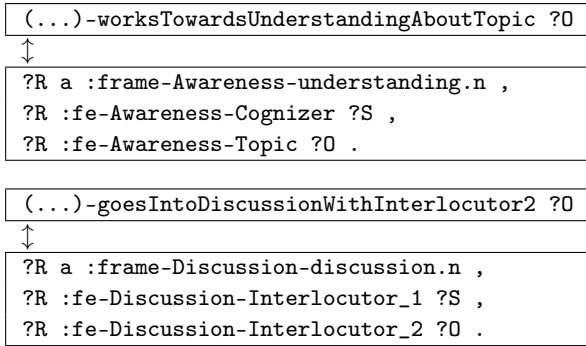 (...)-worksTowardsUnderstandingAboutTopic ?O
↕
?R a :frame-Awareness-understanding.n ,
?R :fe-Awareness-Cognizer ?S ,
?R :fe-Awareness-Topic ?O .
(...)-goesIntoDiscussionWithInterlocutor2 ?O
↕
?R a :frame-Discussion-discussion.n ,
?R :fe-Discussion-Interlocutor_1 ?S ,
?R :fe-Discussion-Interlocutor_2 ?O .